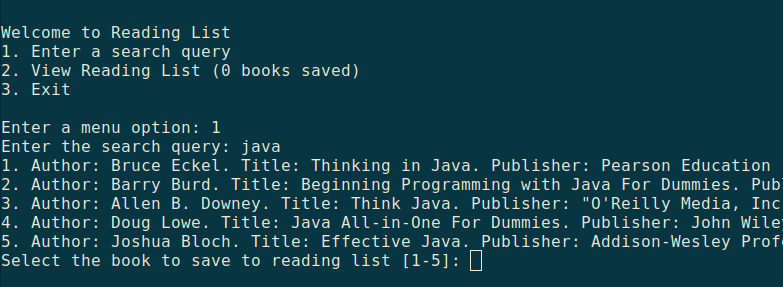 Welcome to Reading List
1. Enter a search query
2. View Reading List (0 books saved)
3. Exit
Enter a menu option: 1
Enter the search query: java
1. Author: Bruce Eckel. Title: Thinking in Java. Publisher: Pearson Education
2. Author: Barry Burd. Title: Beginning Programming with Java For Dummies.
3. Author: Allen B. Downey. Title: Think Java. Publisher: "O'Reilly Media, Inc
4. Author: Doug Lowe. Title: Java All-in-One For Dummies. Publisher: John
5. Author: Joshua Bloch. Title: Effective Java. Publisher: Addison-Wesley
Select the book to save to reading list [1-5]: